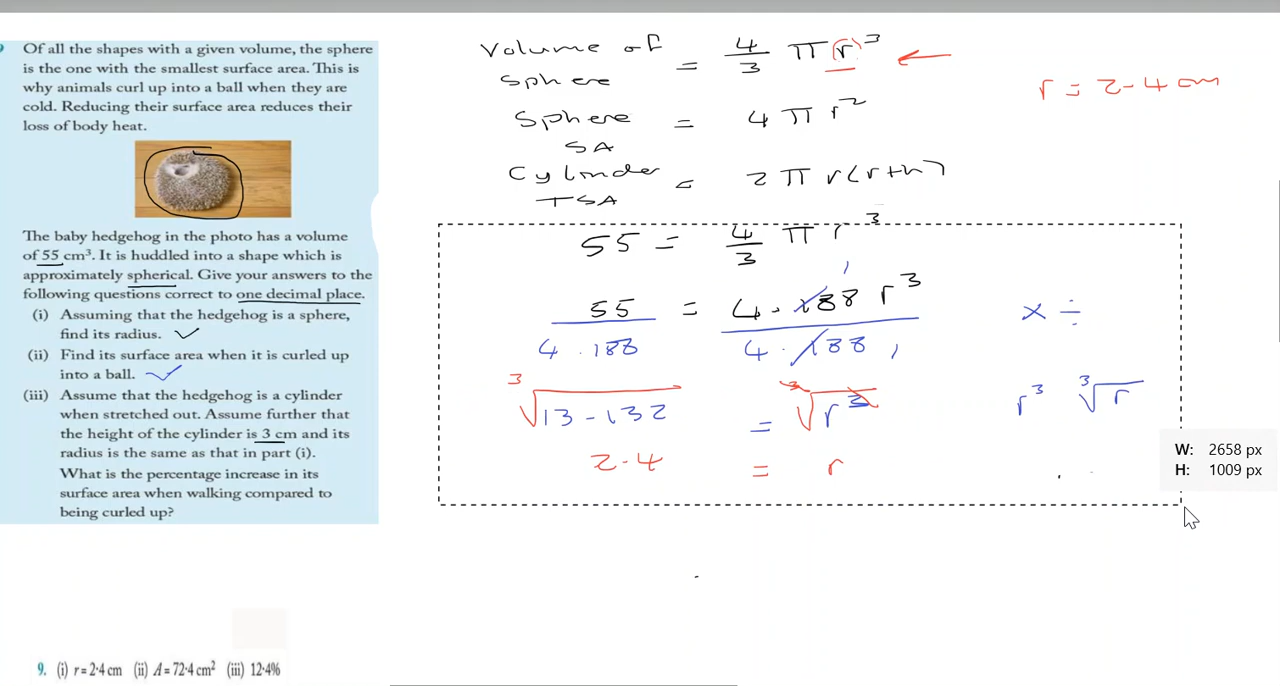 Of all the shapes with a given volume, the sphere
is the one with the smallest surface area. This is
why animals curl up into a ball when they are
cold. Reducing their surface area reduces their
loss of body heat.
The baby hedgehog in the photo has a volume
of 55 cm³. It is huddled into a shape which is
approximately spherical. Give your answers to the
following questions correct to one decimal place.
(i) Assuming that the hedgehog is a sphere,
find its radius.
(ii) Find its surface area when it is curled up
into a ball.
(iii) Assume that the hedgehog is a cylinder
when stretched out. Assume further that
the height of the cylinder is 3 cm and its
radius is the same as that in part (i).
What is the percentage increase in its
surface area when walking compared to
being curled up?
9. (i) r = 2·4 cm (ii) A = 72·4 cm² (iii) 12·4%
Volume of Sphere = 4/3 π r³
r = 2·4 cm
Sphere SA = 4 π r²
Cylinder TSA = 2 π r(r+h)
55 = 4/3 π r³
55 = 4·188 r³
4·188 4·188
x ÷
∛13·132 = ∛r³
r³ ∛r
2·4 = r
W: 2658 px
H: 1009 px